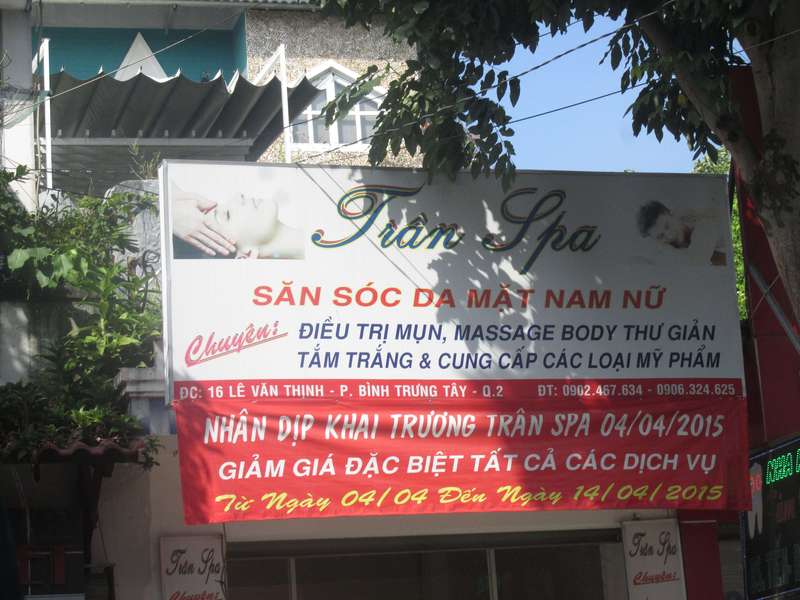 Trân Spa
SĂN SÓC DA MẶT NAM NỮ
Chuyên: ĐIỀU TRỊ MỤN, MASSAGE BODY THƯ GIẢN
TẮM TRẮNG & CUNG CẤP CÁC LOẠI MỸ PHẨM
ĐC: 16 LÊ VĂN THỊNH - P. BÌNH TRƯNG TÂY - Q.2 ĐT: 0902.467.634 - 0906.324.625
NHÂN DỊP KHAI TRƯƠNG TRÂN SPA 04/04/2015
GIẢM GIÁ ĐẶC BIỆT TẤT CẢ CÁC DỊCH VỤ
Từ Ngày 04/04 Đến Ngày 14/04/2015
Trân Spa
Chuyên:
Trân Spa
Chuyên: